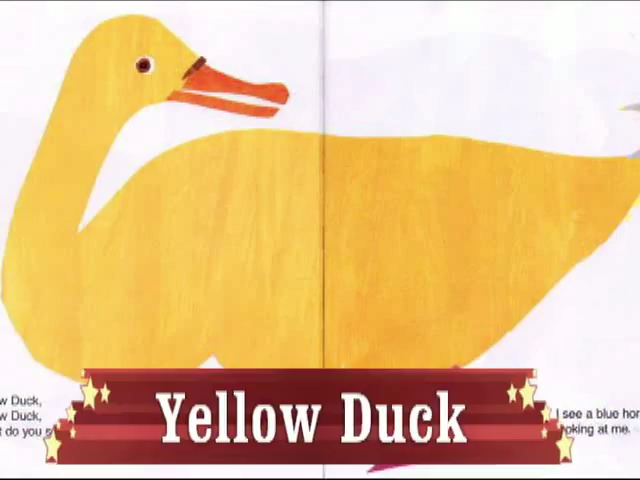 w Duck,
w Duck,
t do you s
Yellow Duck
I see a blue hor
oking at me.